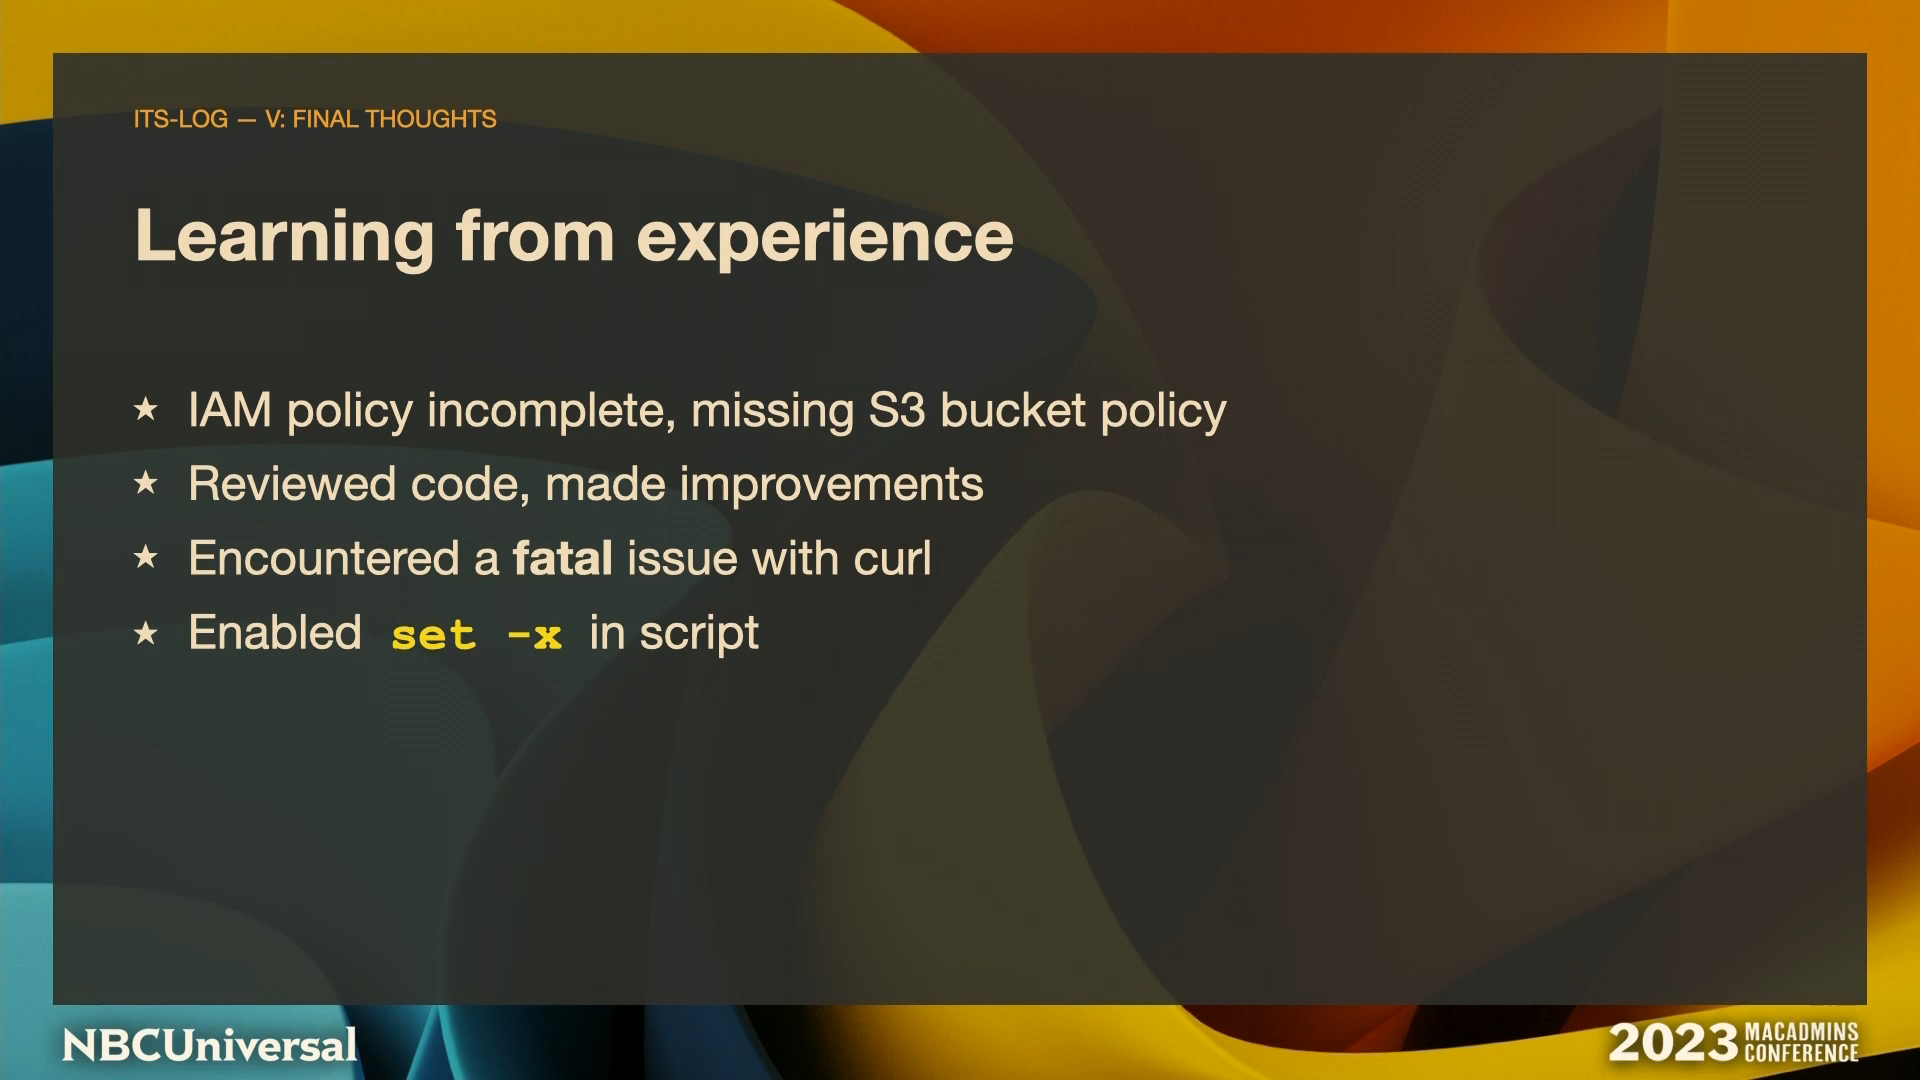 ITS-LOG — V: FINAL THOUGHTS
Learning from experience
★ IAM policy incomplete, missing S3 bucket policy
★ Reviewed code, made improvements
★ Encountered a fatal issue with curl
★ Enabled set -x in script
NBCUniversal
2023 MACADMINS
CONFERENCE